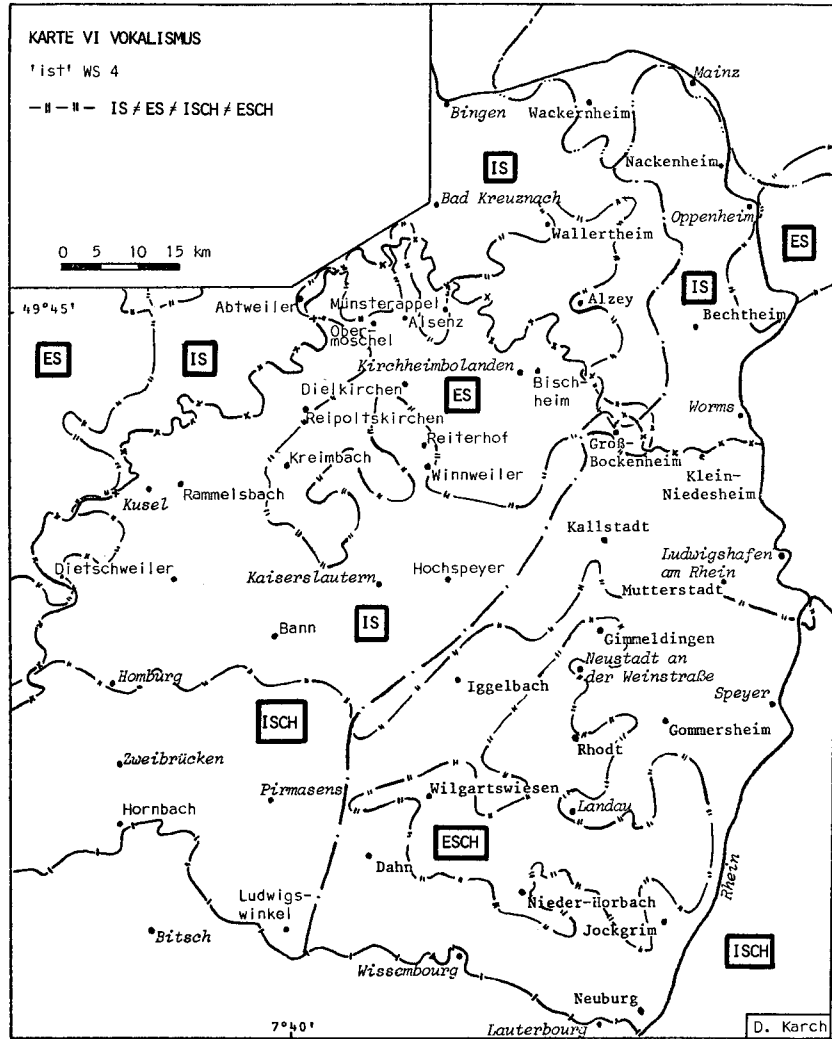 KARTE VI VOKALISMUS
'ist' WS 4
IS ≠ ES ≠ ISCH ≠ ESCH
0 5 10 15 km
Mainz
Bingen
Wackernheim
IS
Nackenheim
Bad Kreuznach
Oppenheim
Wallertheim
ES
49°45'
Abtweiler
Münsterappel
Alsenz
Alzey
IS
Ober-
moschel
Bechtheim
ES
IS
Kirchheimbolanden
Bisch-
heim
Dielkirchen
ES
Reipoltskirchen
Worms
Reiterhof
Groß-
Bockenheim
Kreimbach
Winnweiler
Klein-
Niedesheim
Kusel
Rammelsbach
Kallstadt
Ludwigshafen
am Rhein
Dietschweiler
Kaiserslautern
Hochspeyer
Mutterstadt
Bann
IS
Gimmeldingen
Neustadt an
der Weinstraße
Homburg
Iggelbach
Speyer
ISCH
Gommersheim
Rhodt
Zweibrücken
Pirmasens
Wilgartswiesen
Landau
Hornbach
ESCH
Dahn
Rhein
Ludwigs-
winkel
Nieder-Horbach
Jockgrim
Bitsch
ISCH
Wissembourg
Neuburg
7°40'
Lauterbourg
D. Karch